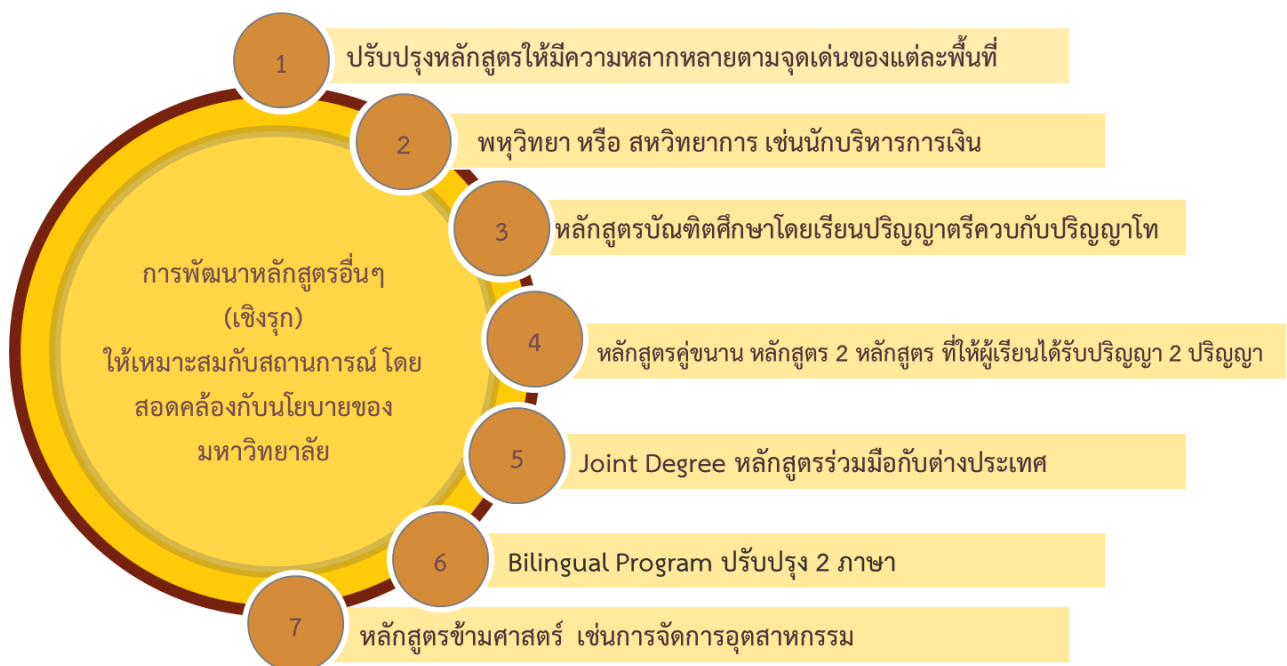 1
ปรับปรุงหลักสูตรให้มีความหลากหลายตามจุดเด่นของแต่ละพื้นที่
2
พหุวิทยา หรือ สหวิทยาการ เช่นนักบริหารการเงิน
3
หลักสูตรบัณฑิตศึกษาโดยเรียนปริญญาตรีควบกับปริญญาโท
4
หลักสูตรคู่ขนาน หลักสูตร 2 หลักสูตร ที่ให้ผู้เรียนได้รับปริญญา 2 ปริญญา
5
Joint Degree หลักสูตรร่วมมือกับต่างประเทศ
6
Bilingual Program ปรับปรุง 2 ภาษา
7
หลักสูตรข้ามศาสตร์ เช่นการจัดการอุตสาหกรรม
การพัฒนาหลักสูตรอื่นๆ
(เชิงรุก)
ให้เหมาะสมกับสถานการณ์ โดย
สอดคล้องกับนโยบายของ
มหาวิทยาลัย